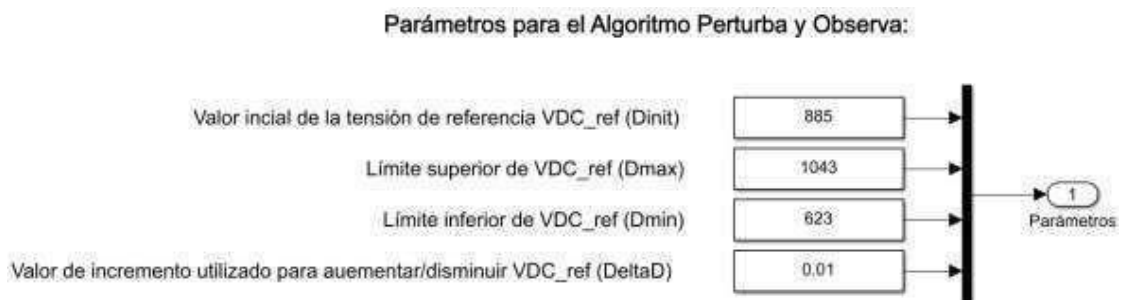 Parámetros para el Algoritmo Perturba y Observa:
Valor incial de la tensión de referencia VDC_ref (Dinit)
885
Límite superior de VDC_ref (Dmax)
1043
Límite inferior de VDC_ref (Dmin)
623
1
Parámetros
Valor de incremento utilizado para auementar/disminuir VDC_ref (DeltaD)
0.01